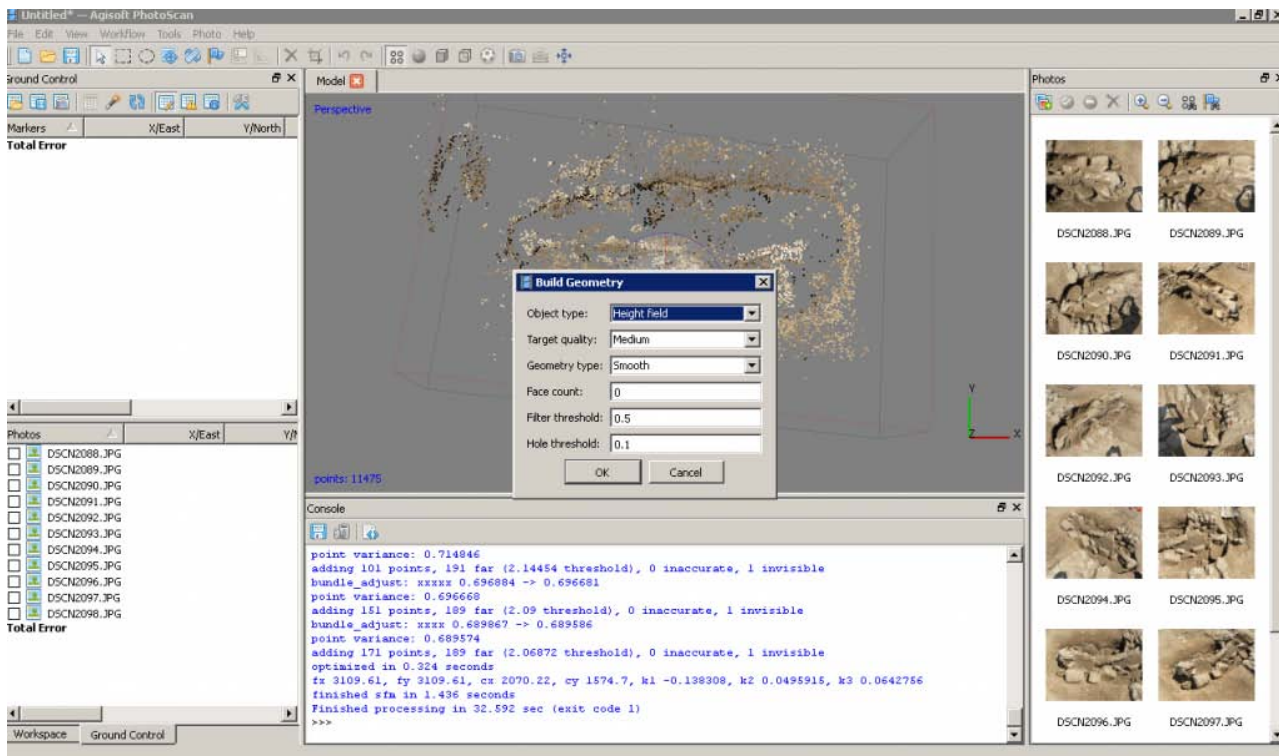 Untitled* — Agisoft PhotoScan
File Edit View Workflow Tools Photo Help
Ground Control
Markers X/East Y/North
Total Error
Photos X/East Y/N
DSCN2088.JPG
DSCN2089.JPG
DSCN2090.JPG
DSCN2091.JPG
DSCN2092.JPG
DSCN2093.JPG
DSCN2094.JPG
DSCN2095.JPG
DSCN2096.JPG
DSCN2097.JPG
DSCN2098.JPG
Total Error
Workspace Ground Control
Model
Perspective
Build Geometry
Object type: Height field
Target quality: Medium
Geometry type: Smooth
Face count: 0
Filter threshold: 0.5
Hole threshold: 0.1
OK Cancel
Y
Z X
points: 11475
Console
point variance: 0.714846
adding 101 points, 191 far (2.14454 threshold), 0 inaccurate, 1 invisible
bundle_adjust: xxxxx 0.696884 -> 0.696681
point variance: 0.696668
adding 151 points, 189 far (2.09 threshold), 0 inaccurate, 1 invisible
bundle_adjust: xxxx 0.689867 -> 0.689586
point variance: 0.689574
adding 171 points, 189 far (2.06872 threshold), 0 inaccurate, 1 invisible
optimized in 0.324 seconds
fx 3109.61, fy 3109.61, cx 2070.22, cy 1574.7, k1 -0.138308, k2 0.0495915, k3 0.0642756
finished sfm in 1.436 seconds
Finished processing in 32.592 sec (exit code 1)
>>>
Photos
DSCN2088.JPG DSCN2089.JPG
DSCN2090.JPG DSCN2091.JPG
DSCN2092.JPG DSCN2093.JPG
DSCN2094.JPG DSCN2095.JPG
DSCN2096.JPG DSCN2097.JPG